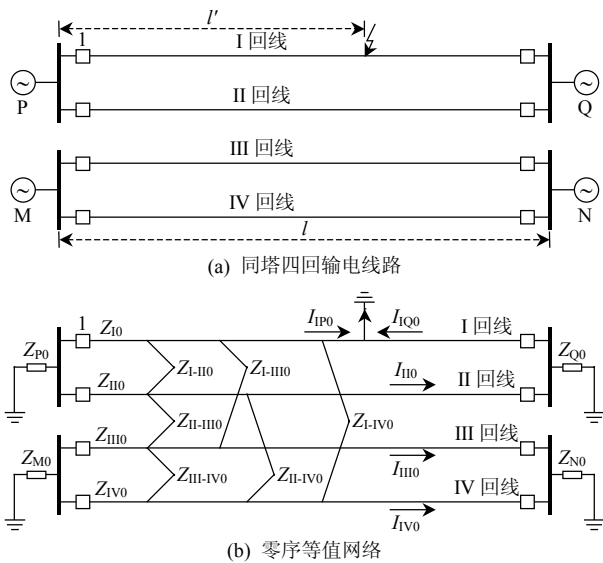 l′
1
I 回线
P
Q
II 回线
III 回线
M
N
IV 回线
l
(a) 同塔四回输电线路
1
Z_I0
I_IP0
I_IQ0
I 回线
Z_P0
Z_I-II0
Z_I-III0
Z_Q0
Z_II0
I_II0
II 回线
Z_II-III0
Z_I-IV0
Z_III0
III 回线
Z_M0
Z_III-IV0
Z_II-IV0
I_III0
Z_N0
Z_IV0
IV 回线
I_IV0
(b) 零序等值网络